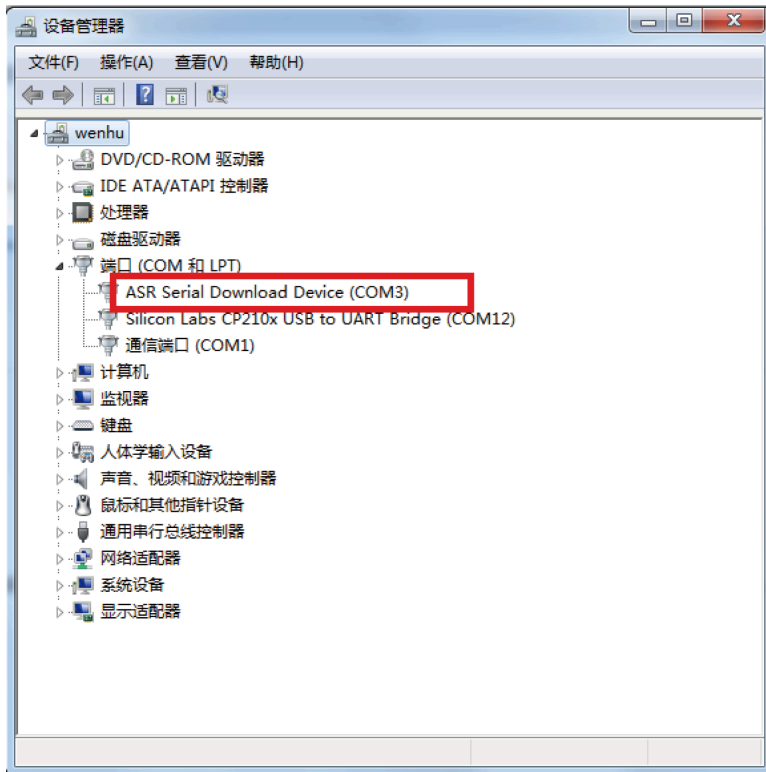 设备管理器
文件(F) 操作(A) 查看(V) 帮助(H)
wenhu
DVD/CD-ROM 驱动器
IDE ATA/ATAPI 控制器
处理器
磁盘驱动器
端口 (COM 和 LPT)
ASR Serial Download Device (COM3)
Silicon Labs CP210x USB to UART Bridge (COM12)
通信端口 (COM1)
计算机
监视器
键盘
人体学输入设备
声音、视频和游戏控制器
鼠标和其他指针设备
通用串行总线控制器
网络适配器
系统设备
显示适配器